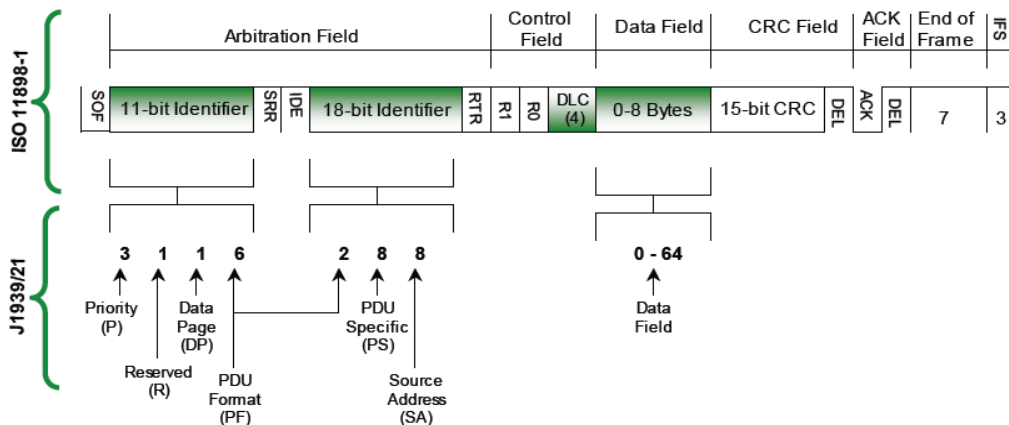 ISO 11898-1
Arbitration Field
Control
Field
Data Field
CRC Field
ACK
Field
End of
Frame
IFS
SOF
11-bit Identifier
SRR
IDE
18-bit Identifier
RTR
R1
R0
DLC
(4)
0-8 Bytes
15-bit CRC
DEL
ACK
DEL
7
3
J1939/21
3 1 1 6 2 8 8 0 - 64
Priority
(P)
Data
Page
(DP)
PDU
Specific
(PS)
Data
Field
Reserved
(R)
PDU
Format
(PF)
Source
Address
(SA)